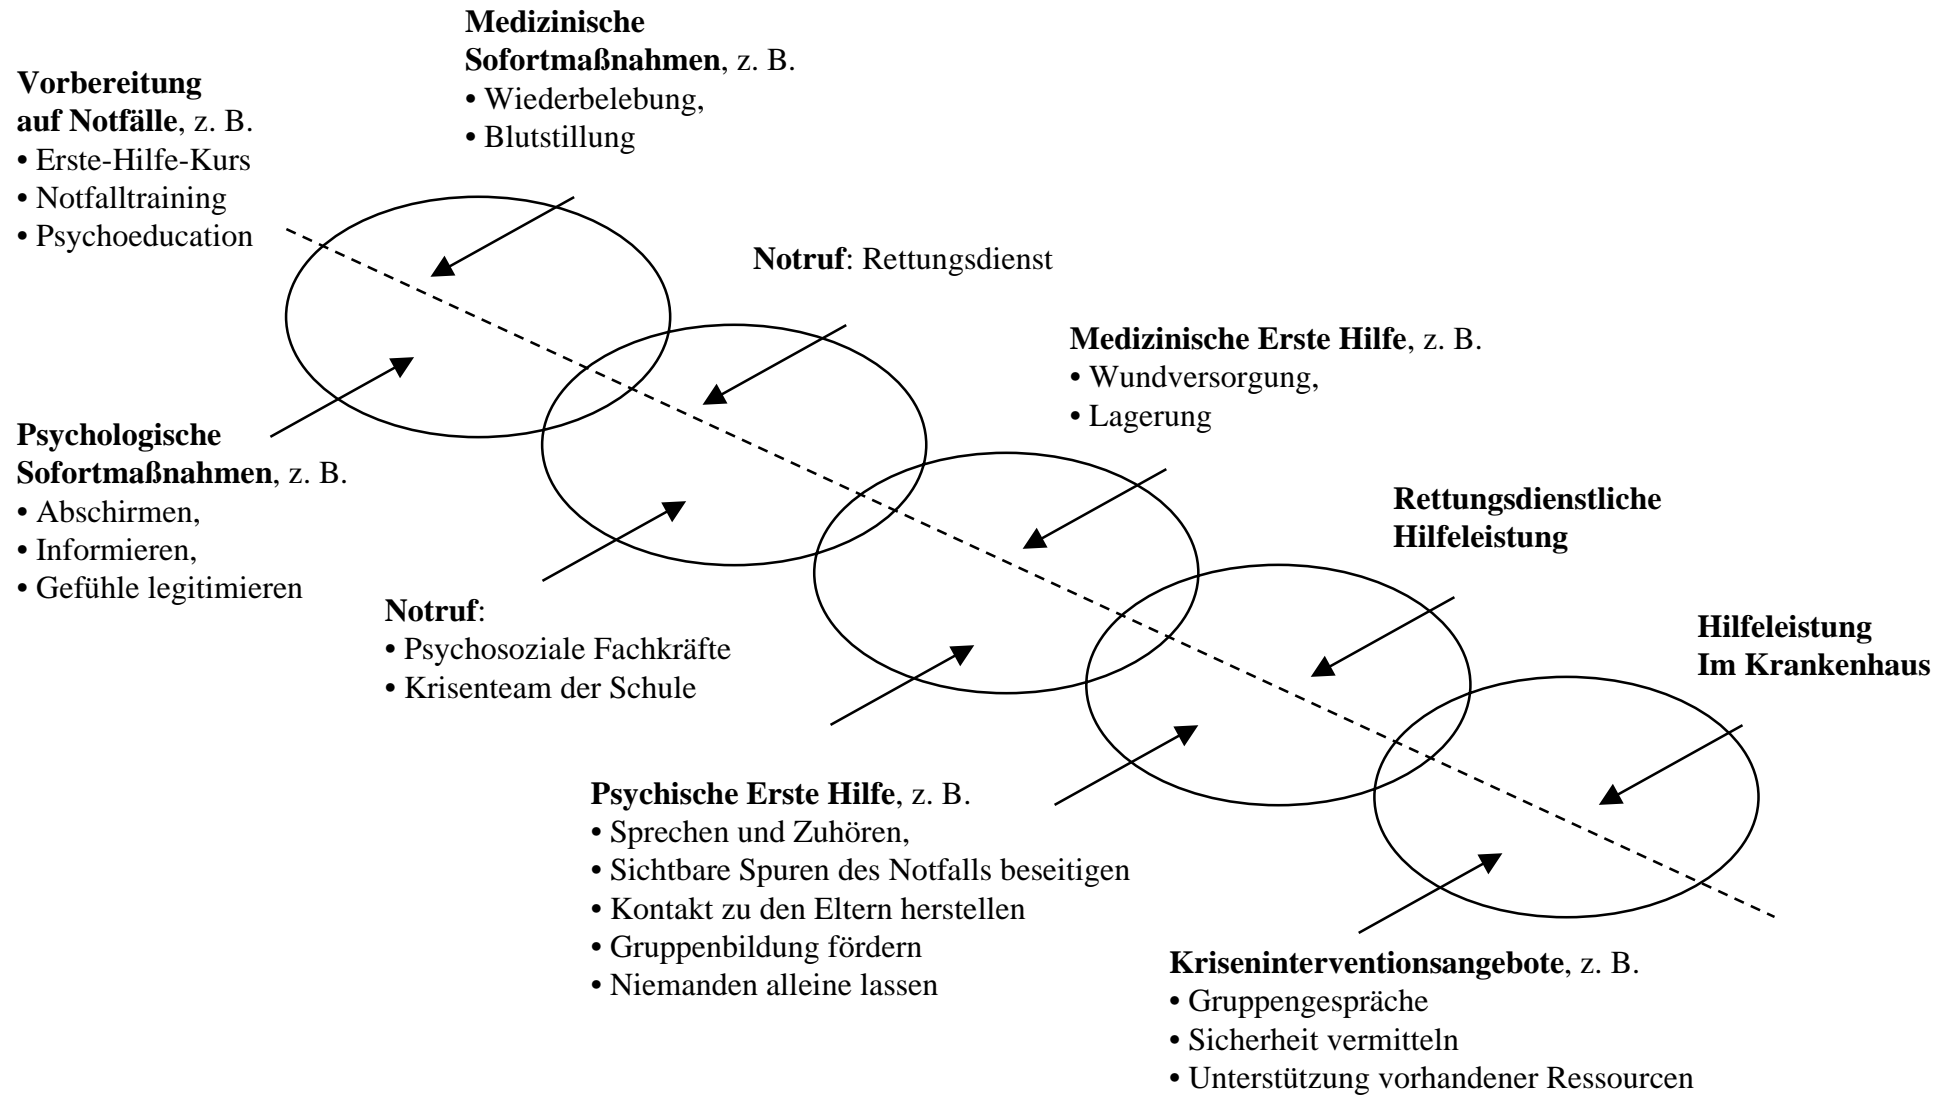 Medizinische
Sofortmaßnahmen, z. B.
• Wiederbelebung,
• Blutstillung
Vorbereitung
auf Notfälle, z. B.
• Erste-Hilfe-Kurs
• Notfalltraining
• Psychoeducation
Notruf: Rettungsdienst
Medizinische Erste Hilfe, z. B.
• Wundversorgung,
• Lagerung
Psychologische
Sofortmaßnahmen, z. B.
• Abschirmen,
• Informieren,
• Gefühle legitimieren
Rettungsdienstliche
Hilfeleistung
Notruf:
• Psychosoziale Fachkräfte
• Krisenteam der Schule
Hilfeleistung
Im Krankenhaus
Psychische Erste Hilfe, z. B.
• Sprechen und Zuhören,
• Sichtbare Spuren des Notfalls beseitigen
• Kontakt zu den Eltern herstellen
• Gruppenbildung fördern
• Niemanden alleine lassen
Kriseninterventionsangebote, z. B.
• Gruppengespräche
• Sicherheit vermitteln
• Unterstützung vorhandener Ressourcen